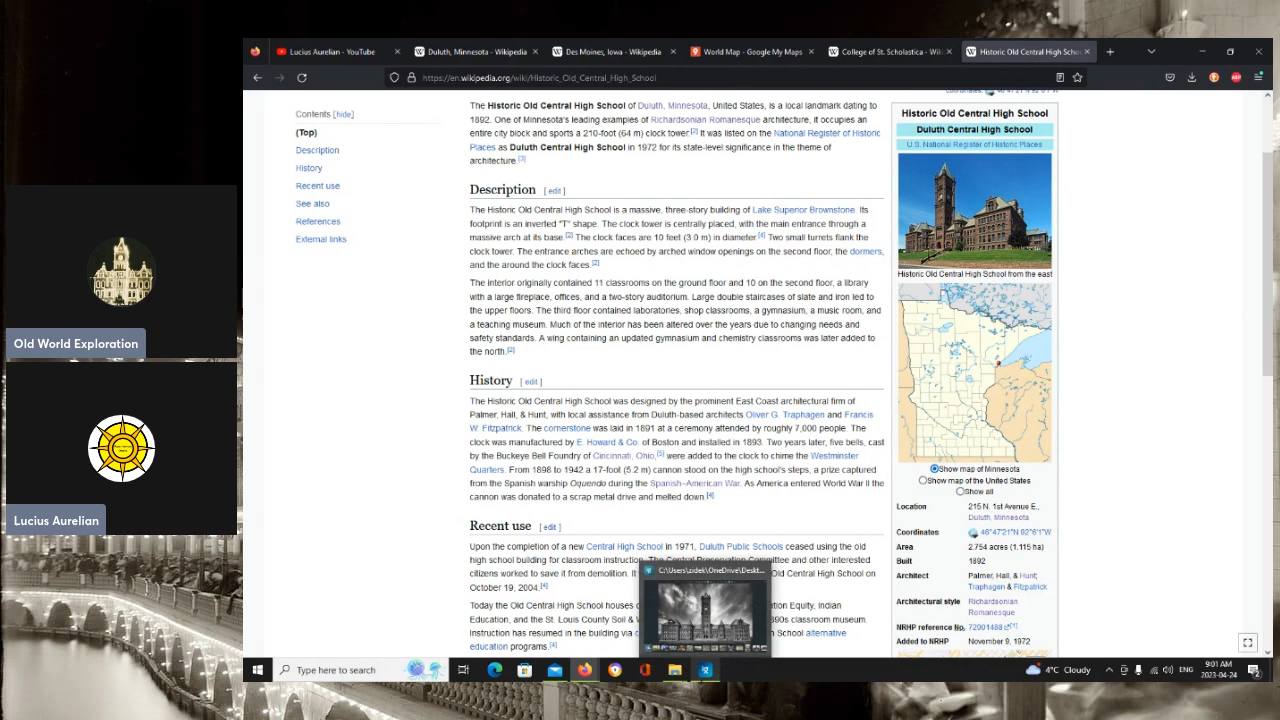 Lucius Aurelian - YouTube
Duluth, Minnesota - Wikipedia
Des Moines, Iowa - Wikipedia
World Map - Google My Maps
College of St. Scholastica - Wiki
Historic Old Central High Scho
https://en.wikipedia.org/wiki/Historic_Old_Central_High_School
Contents [hide]
(Top)
Description
History
Recent use
See also
References
External links
The Historic Old Central High School of Duluth, Minnesota, United States, is a local landmark dating to
1892. One of Minnesota's leading examples of Richardsonian Romanesque architecture, it occupies an
entire city block and sports a 210-foot (64 m) clock tower.[2] It was listed on the National Register of Historic
Places as Duluth Central High School in 1972 for its state-level significance in the theme of
architecture.[3]
Description [ edit ]
The Historic Old Central High School is a massive, three-story building of Lake Superior Brownstone. Its
footprint is an inverted "T" shape. The clock tower is centrally placed, with the main entrance through a
massive arch at its base.[2] The clock faces are 10 feet (3.0 m) in diameter.[4] Two small turrets flank the
clock tower. The entrance arches are echoed by arched window openings on the second floor, the dormers,
and the around the clock faces.[2]
The interior originally contained 11 classrooms on the ground floor and 10 on the second floor, a library
with a large fireplace, offices, and a two-story auditorium. Large double staircases of slate and iron led to
the upper floors. The third floor contained laboratories, shop classrooms, a gymnasium, a music room, and
a teaching museum. Much of the interior has been altered over the years due to changing needs and
safety standards. A wing containing an updated gymnasium and chemistry classrooms was later added to
the north.[2]
History [ edit ]
The Historic Old Central High School was designed by the prominent East Coast architectural firm of
Palmer, Hall, & Hunt, with local assistance from Duluth-based architects Oliver G. Traphagen and Francis
W. Fitzpatrick. The cornerstone was laid in 1891 at a ceremony attended by roughly 7,000 people. The
clock was manufactured by E. Howard & Co. of Boston and installed in 1893. Two years later, five bells, cast
by the Buckeye Bell Foundry of Cincinnati, Ohio,[5] were added to the clock to chime the Westminster
Quarters. From 1898 to 1942 a 17-foot (5.2 m) cannon stood on the high school's steps, a prize captured
from the Spanish warship Oquendo during the Spanish–American War. As America entered World War II the
cannon was donated to a scrap metal drive and melted down.[4]
Recent use [ edit ]
Upon the completion of a new Central High School in 1971, Duluth Public Schools ceased using the old
high school building for classroom instruction. The Central Preservation Committee and other interested
citizens worked to save it from demolition. It Old Central High School on
October 19, 2004.[4]
Today the Old Central High School houses o tion Equity, Indian
Education, and the St. Louis County Soil & W 90s classroom museum.
Instruction has resumed in the building via School alternative
education programs.[4]
Historic Old Central High School
Duluth Central High School
U.S. National Register of Historic Places
Historic Old Central High School from the east
Show map of Minnesota
Show map of the United States
Show all
Location 215 N. 1st Avenue E.,
Duluth, Minnesota
Coordinates 46°47′21″N 92°6′1″W
Area 2.754 acres (1.115 ha)
Built 1892
Architect Palmer, Hall, & Hunt;
Traphagen & Fitzpatrick
Architectural style Richardsonian
Romanesque
NRHP reference No. 72001488[1]
Added to NRHP November 9, 1972
C:\Users\zidek\OneDrive\Deskt...
Old World Exploration
Lucius Aurelian
Type here to search
4°C Cloudy
ENG
9:01 AM
2023-04-24
2